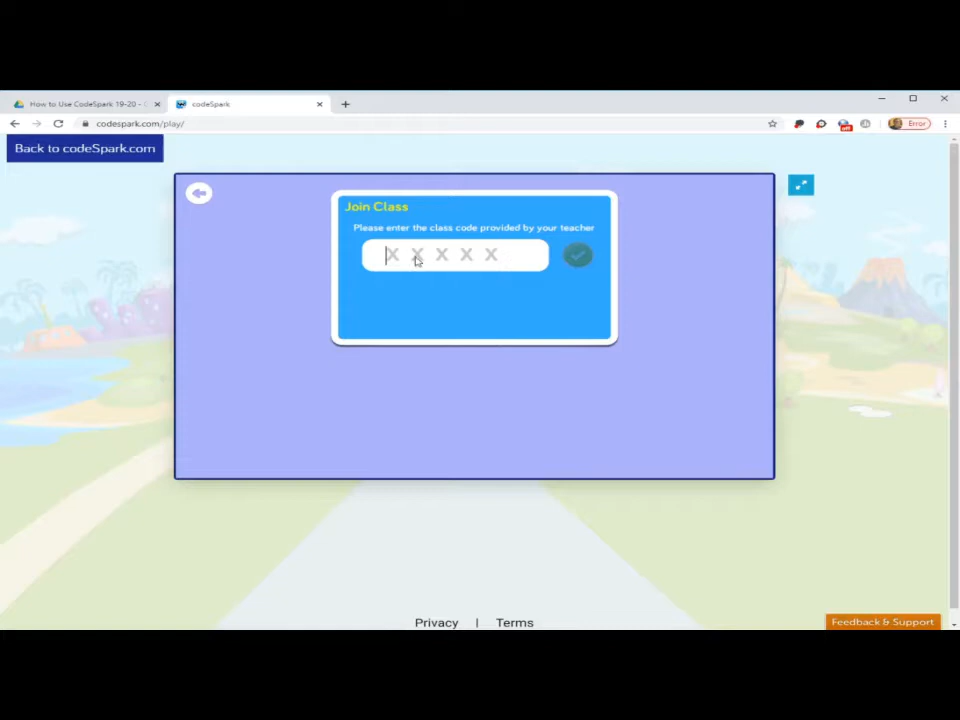 How to Use CodeSpark 19-20 -
codeSpark
codespark.com/play/
Error
off
Back to codeSpark.com
Join Class
Please enter the class code provided by your teacher
X X X X X
Privacy | Terms
Feedback & Support